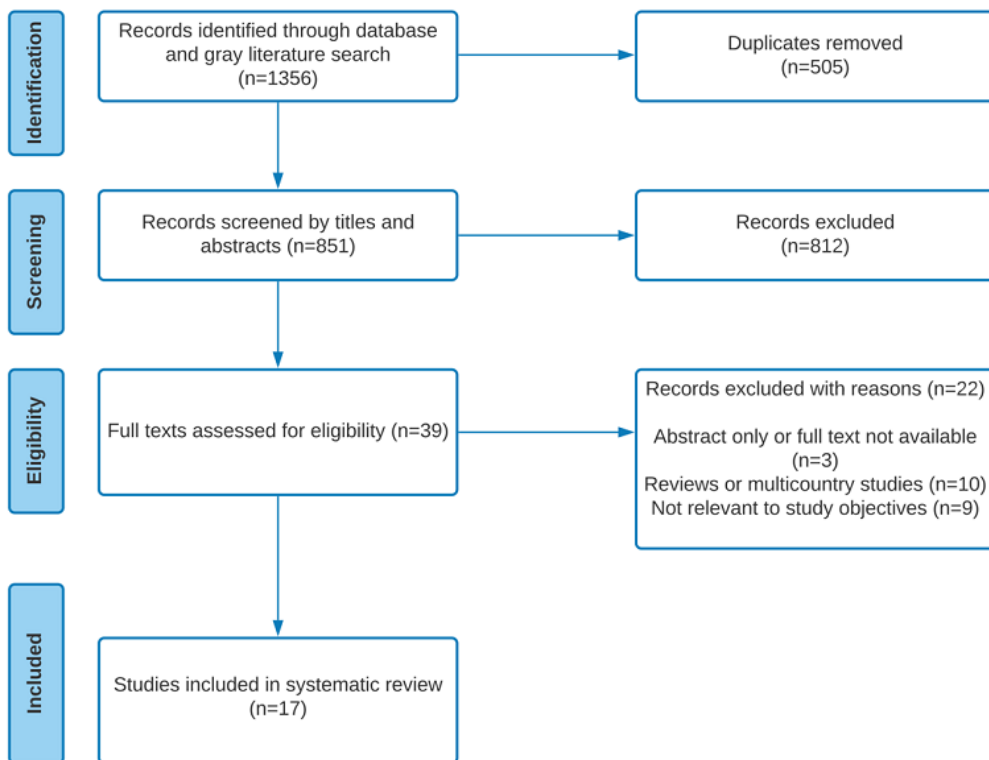 Identification
Records identified through database
and gray literature search
(n=1356)
Duplicates removed
(n=505)
Screening
Records screened by titles and
abstracts (n=851)
Records excluded
(n=812)
Eligibility
Full texts assessed for eligibility (n=39)
Records excluded with reasons (n=22)
Abstract only or full text not available
(n=3)
Reviews or multicountry studies (n=10)
Not relevant to study objectives (n=9)
Included
Studies included in systematic review
(n=17)